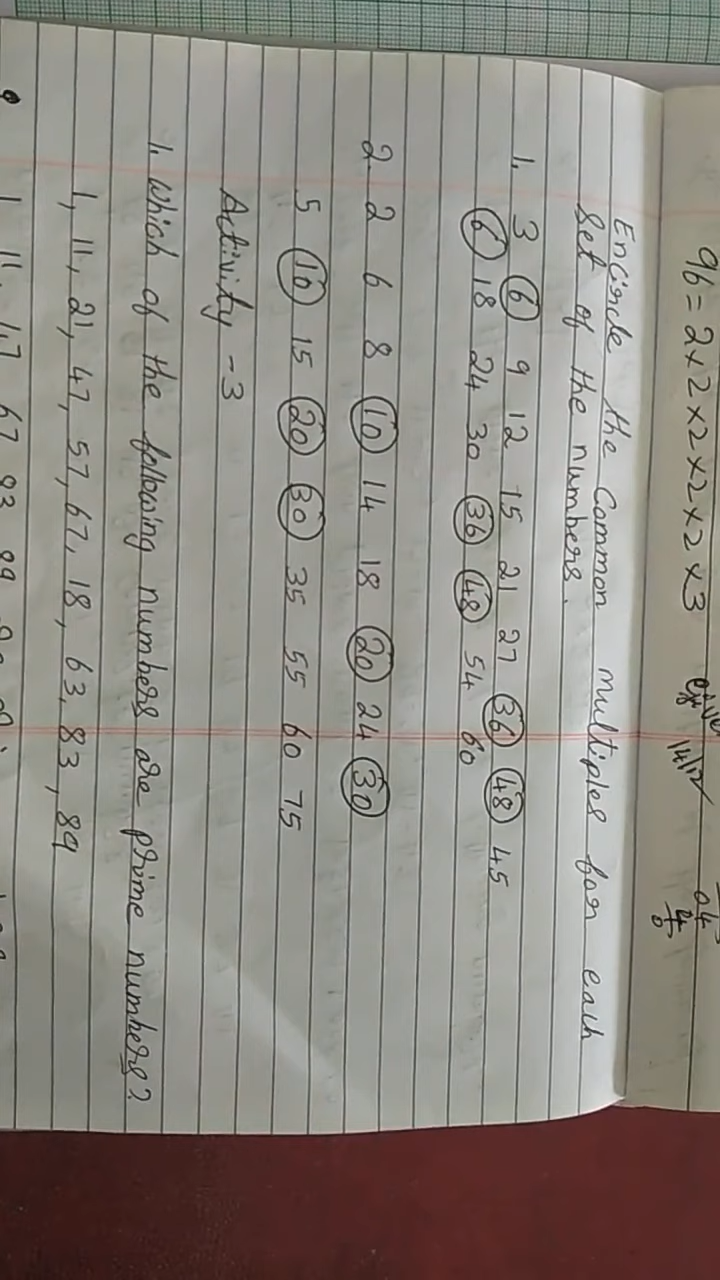 96 = 2 × 2 × 2 × 2 × 2 × 3
04
4
0
Encircle the common multiples for each
set of the numbers.
1. 3 6 9 12 15 21 27 36 48 45
6 18 24 30 36 48 54 60
2. 2 6 8 10 14 18 20 24 30
5 10 15 20 30 35 55 60 75
Activity - 3
1. Which of the following numbers are prime numbers?
1, 11, 21, 47, 57, 67, 18, 63, 83, 89